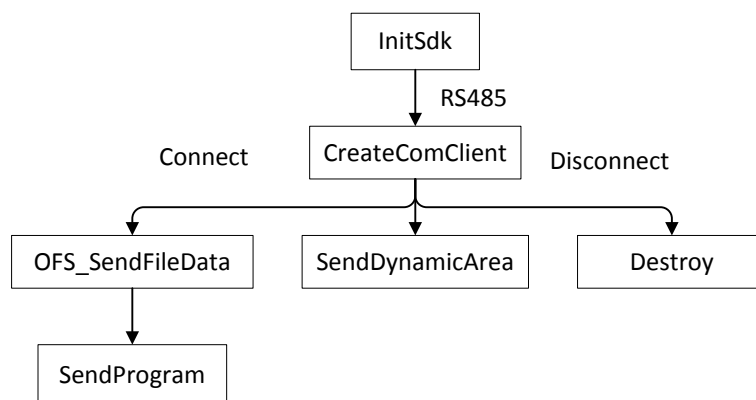 InitSdk
RS485
CreateComClient
Connect
Disconnect
OFS_SendFileData
SendDynamicArea
Destroy
SendProgram